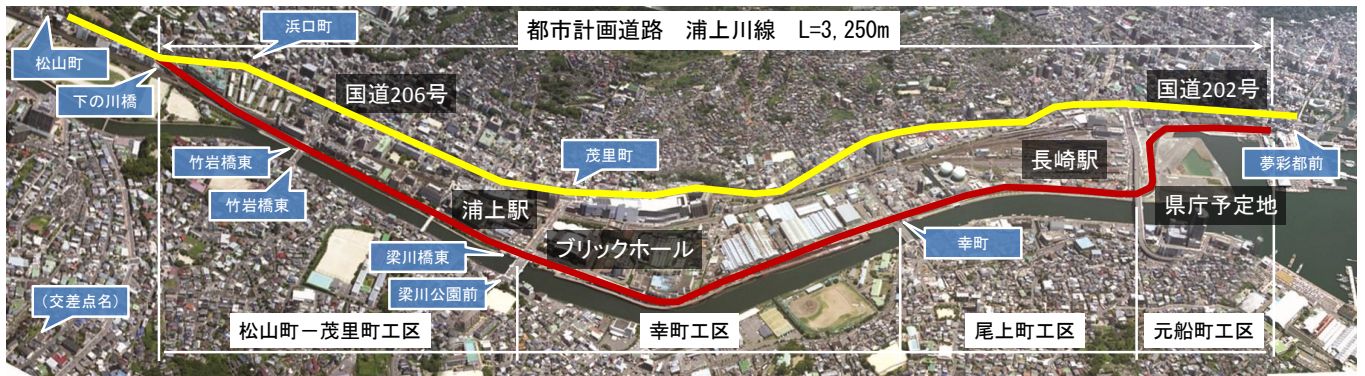 都市計画道路　浦上川線　L=3,250m
松山町
下の川橋
浜口町
国道206号
国道202号
竹岩橋東
竹岩橋東
茂里町
長崎駅
夢彩都前
浦上駅
県庁予定地
ブリックホール
梁川橋東
幸町
梁川公園前
(交差点名)
松山町－茂里町工区
幸町工区
尾上町工区
元船町工区